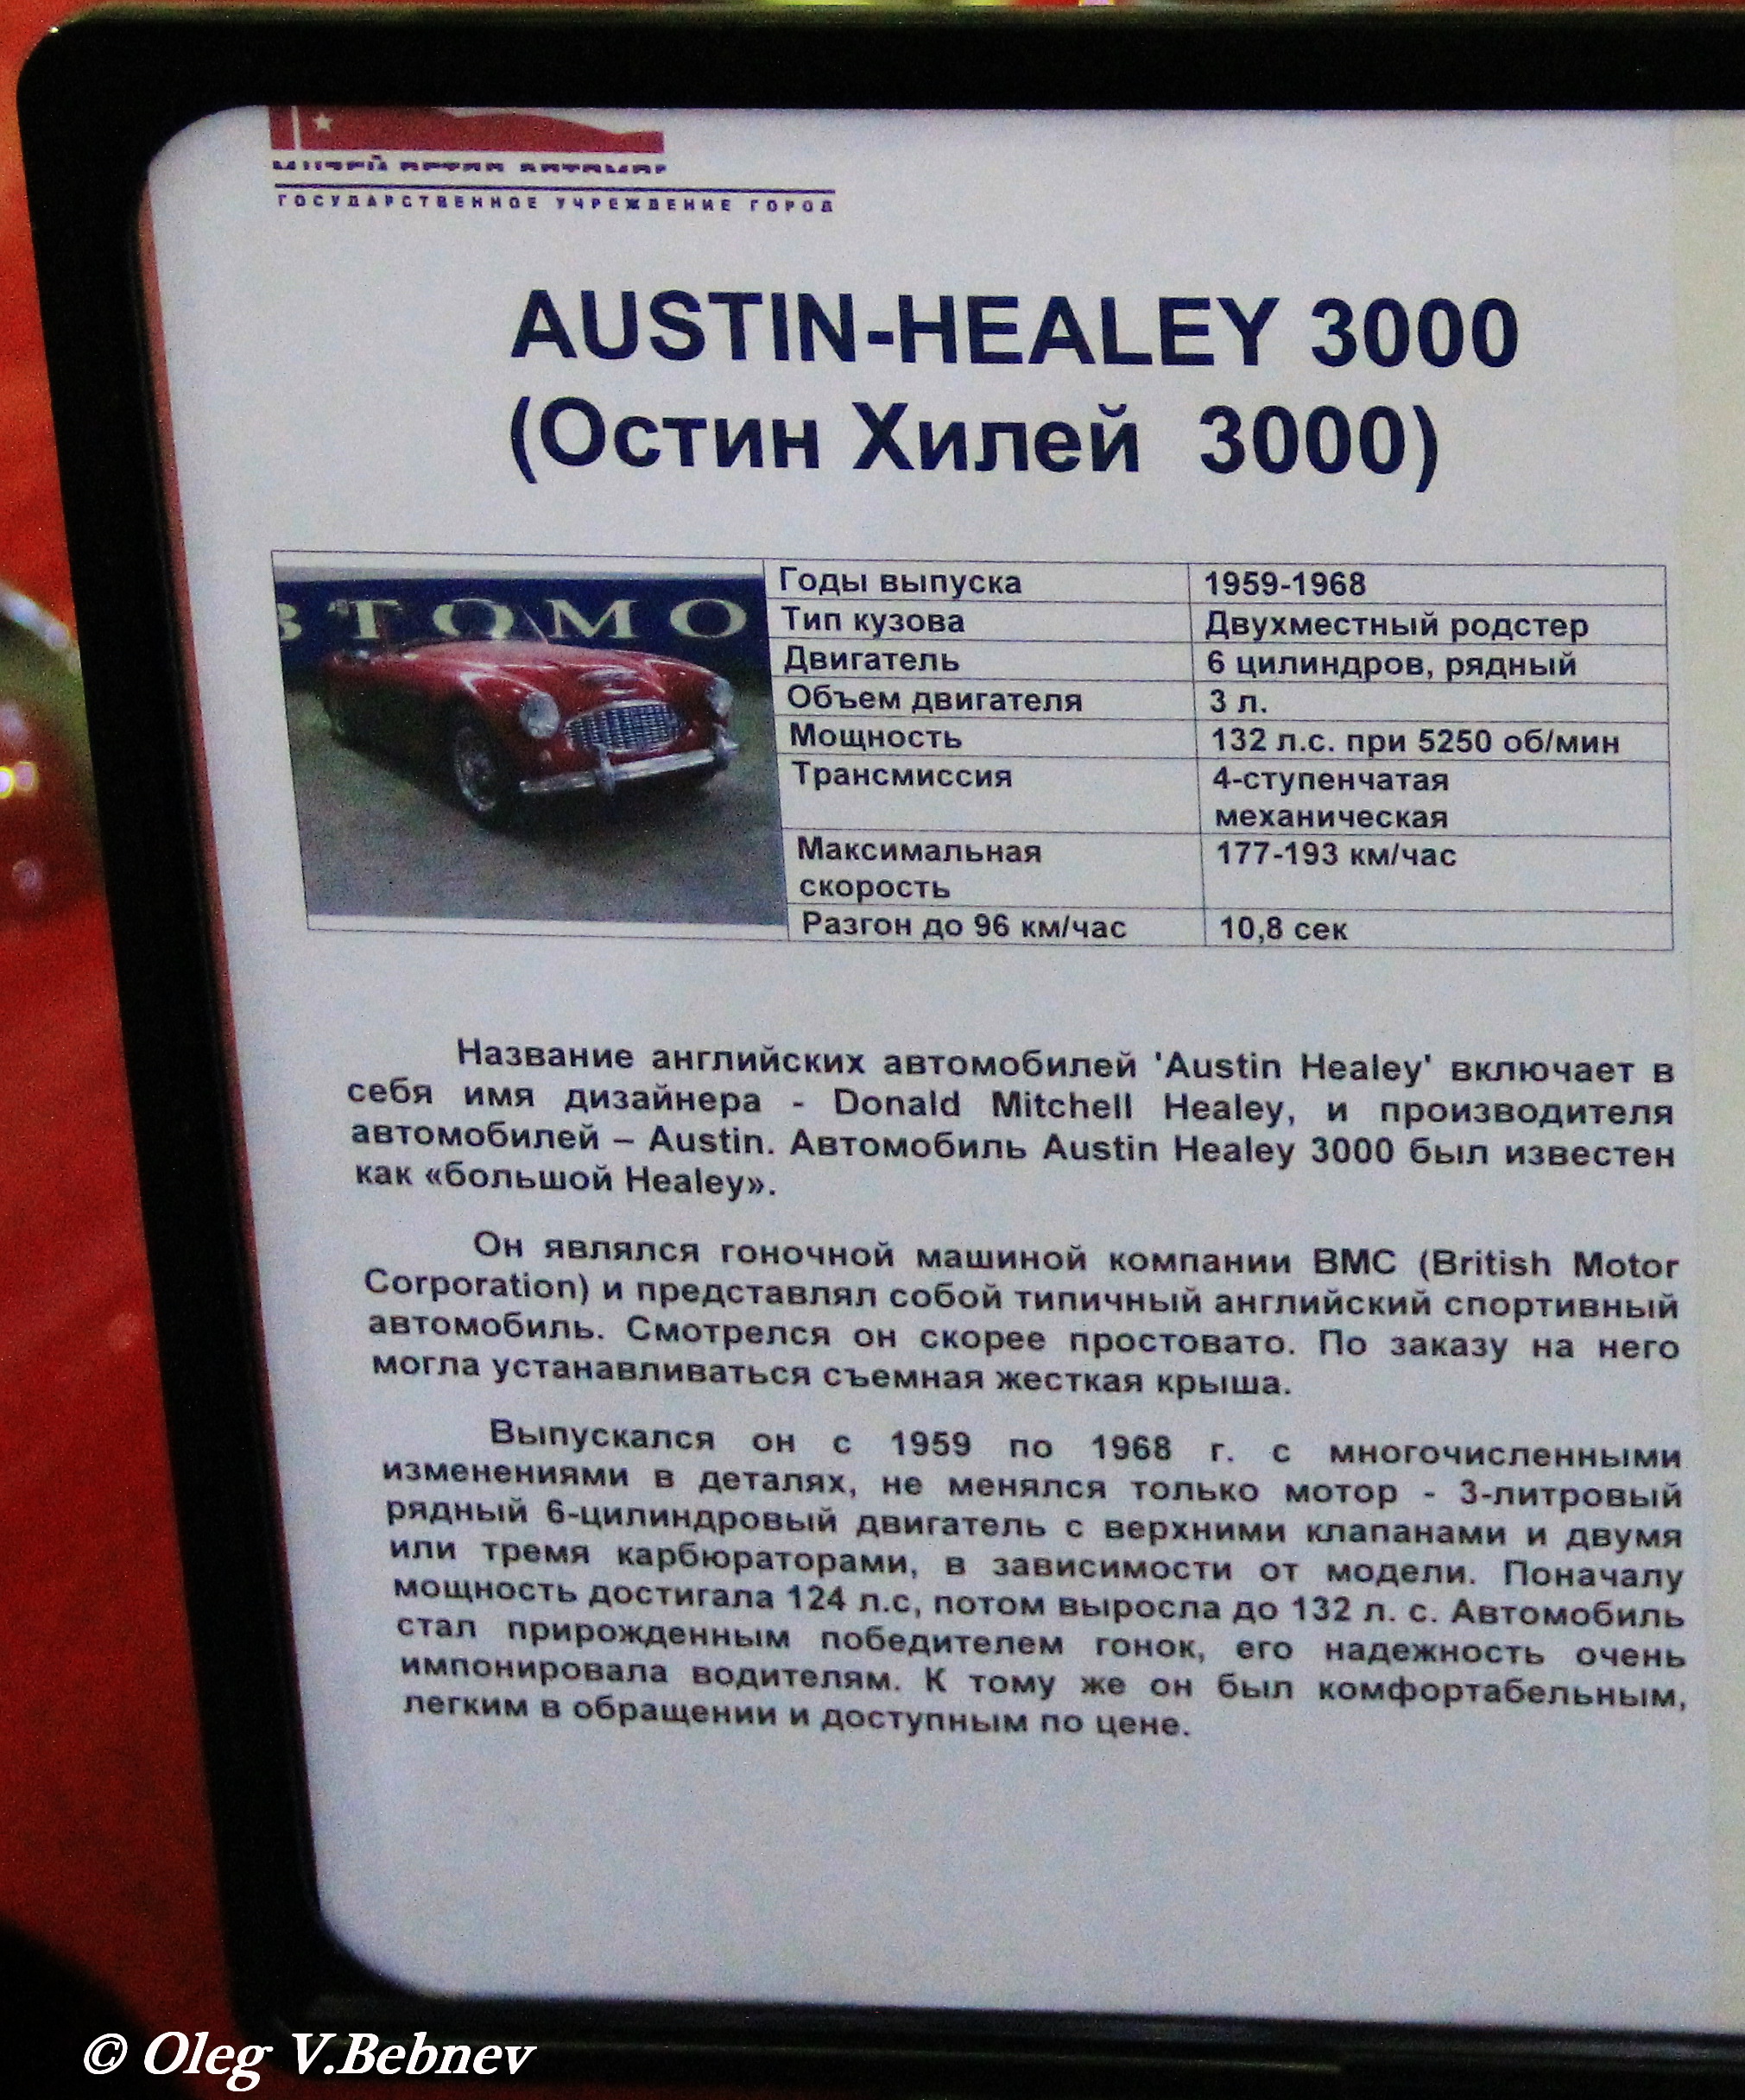 ГОСУДАРСТВЕННОЕ УЧРЕЖДЕНИЕ ГОРОД
AUSTIN-HEALEY 3000
(Остин Хилей 3000)
ВТОМО
Годы выпуска 1959-1968
Тип кузова Двухместный родстер
Двигатель 6 цилиндров, рядный
Объем двигателя 3 л.
Мощность 132 л.с. при 5250 об/мин
Трансмиссия 4-ступенчатая
механическая
Максимальная 177-193 км/час
скорость
Разгон до 96 км/час 10,8 сек
Название английских автомобилей 'Austin Healey' включает в
себя имя дизайнера - Donald Mitchell Healey, и производителя
автомобилей – Austin. Автомобиль Austin Healey 3000 был известен
как «большой Healey».
Он являлся гоночной машиной компании BMC (British Motor
Corporation) и представлял собой типичный английский спортивный
автомобиль. Смотрелся он скорее простовато. По заказу на него
могла устанавливаться съемная жесткая крыша.
Выпускался он с 1959 по 1968 г. с многочисленными
изменениями в деталях, не менялся только мотор - 3-литровый
рядный 6-цилиндровый двигатель с верхними клапанами и двумя
или тремя карбюраторами, в зависимости от модели. Поначалу
мощность достигала 124 л.с, потом выросла до 132 л. с. Автомобиль
стал прирожденным победителем гонок, его надежность очень
импонировала водителям. К тому же он был комфортабельным,
легким в обращении и доступным по цене.
© Oleg V.Bebnev